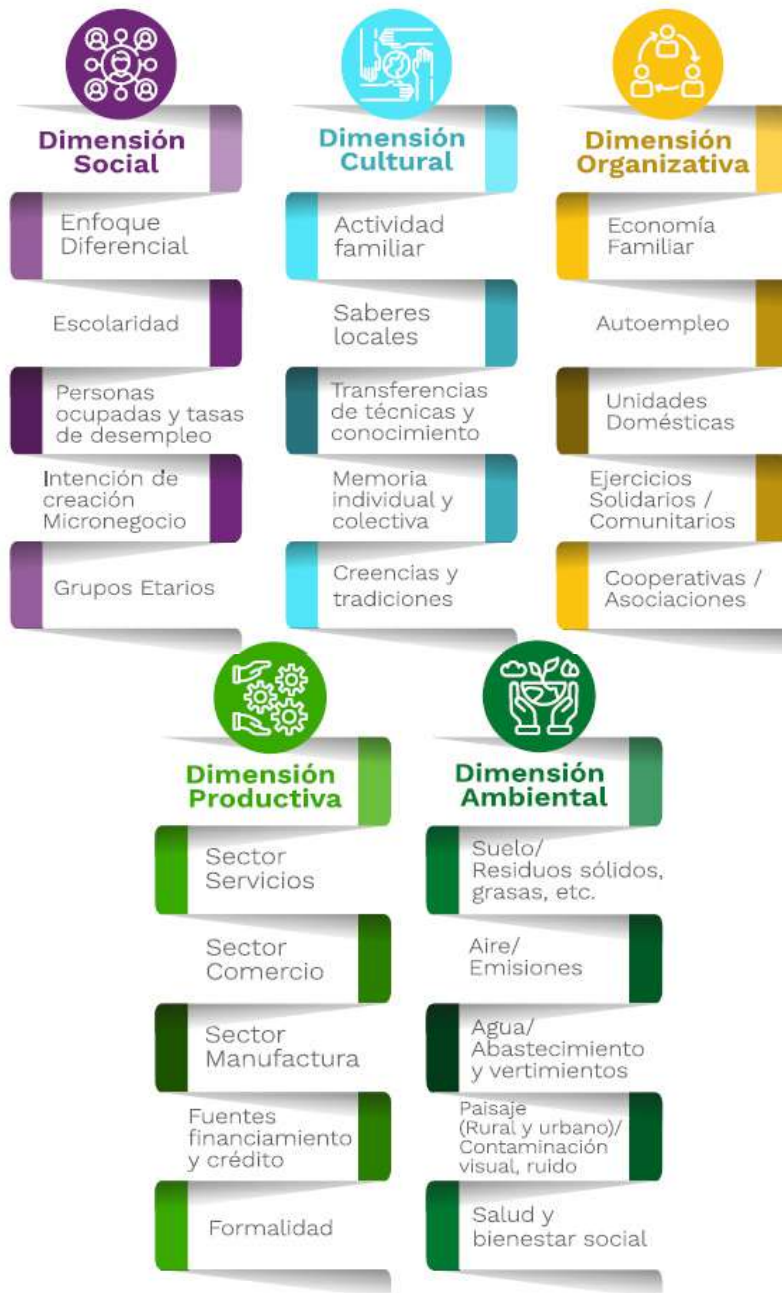 Dimensión
Social
Enfoque
Diferencial
Escolaridad
Personas
ocupadas y tasas
de desempleo
Intención de
creación
Micronegocio
Grupos Etarios
Dimensión
Cultural
Actividad
familiar
Saberes
locales
Transferencias
de técnicas y
conocimiento
Memoria
individual y
colectiva
Creencias y
tradiciones
Dimensión
Organizativa
Economía
Familiar
Autoempleo
Unidades
Domésticas
Ejercicios
Solidarios /
Comunitarios
Cooperativas /
Asociaciones
Dimensión
Productiva
Sector
Servicios
Sector
Comercio
Sector
Manufactura
Fuentes
financiamiento
y crédito
Formalidad
Dimensión
Ambiental
Suelo/
Residuos sólidos,
grasas, etc.
Aire/
Emisiones
Agua/
Abastecimiento
y vertimientos
Paisaje
(Rural y urbano)/
Contaminación
visual, ruido
Salud y
bienestar social